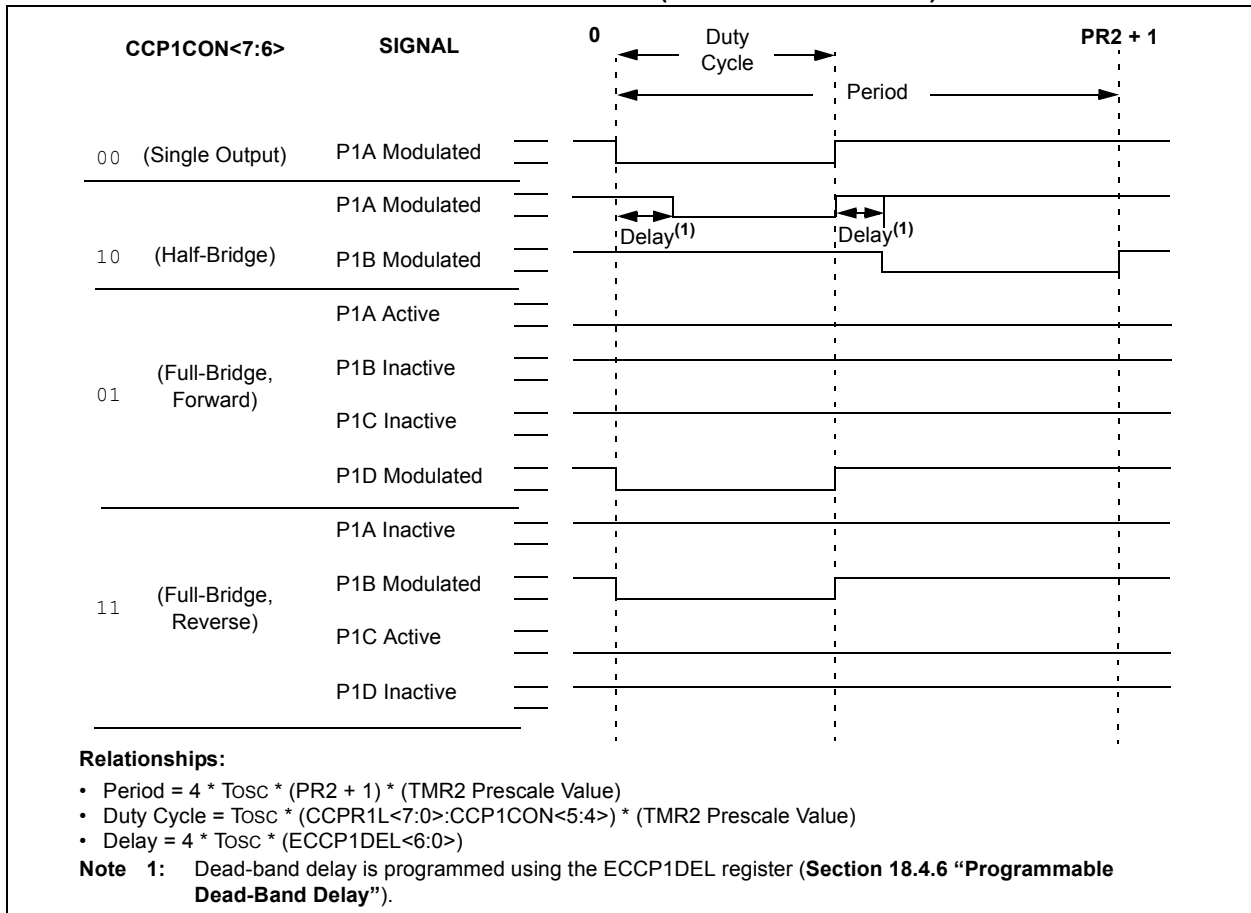 CCP1CON<7:6>
SIGNAL
0
Duty
Cycle
PR2 + 1
Period
00 (Single Output) P1A Modulated
P1A Modulated
Delay(1)
Delay(1)
10 (Half-Bridge) P1B Modulated
P1A Active
P1B Inactive
01 (Full-Bridge,
Forward)
P1C Inactive
P1D Modulated
P1A Inactive
P1B Modulated
11 (Full-Bridge,
Reverse)
P1C Active
P1D Inactive
Relationships:
• Period = 4 * TOSC * (PR2 + 1) * (TMR2 Prescale Value)
• Duty Cycle = TOSC * (CCPR1L<7:0>:CCP1CON<5:4>) * (TMR2 Prescale Value)
• Delay = 4 * TOSC * (ECCP1DEL<6:0>)
Note 1: Dead-band delay is programmed using the ECCP1DEL register (Section 18.4.6 “Programmable
Dead-Band Delay”).